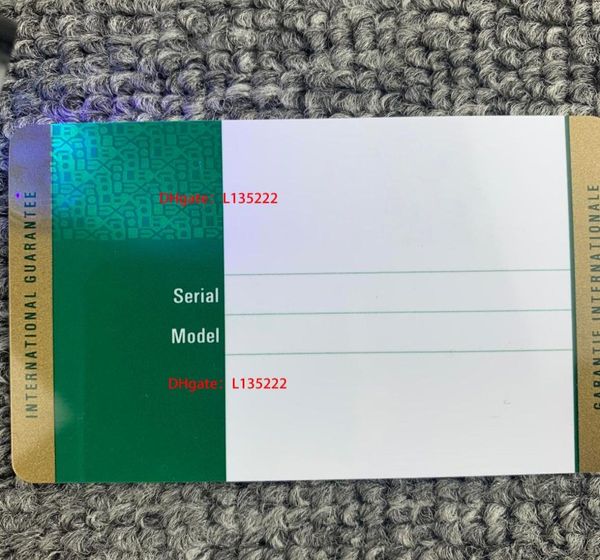 INTERNATIONAL GUARANTEE
DHgate: L135222
Serial
Model
DHgate: L135222
GARANTIE INTERNATIONALE